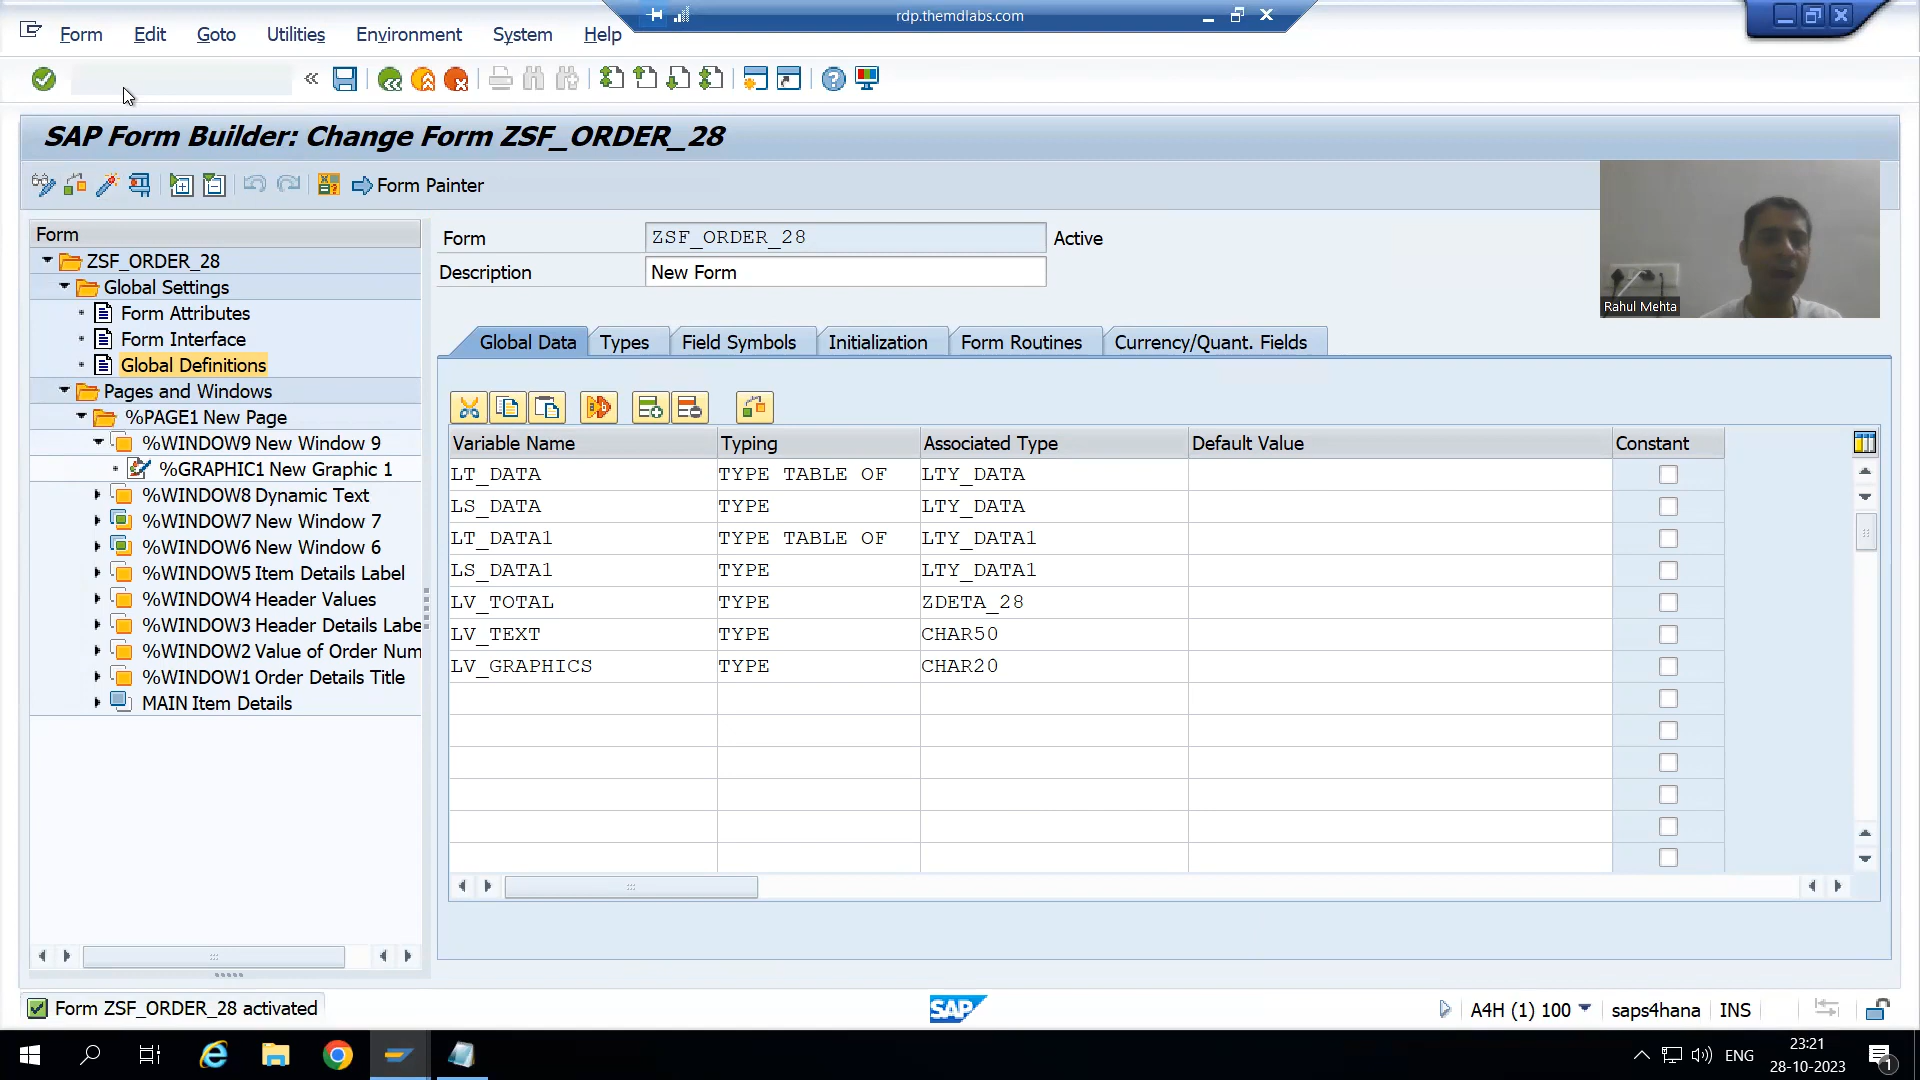 rdp.themdlabs.com
Form Edit Goto Utilities Environment System Help
SAP Form Builder: Change Form ZSF_ORDER_28
Form Painter
Form
ZSF_ORDER_28
Global Settings
Form Attributes
Form Interface
Global Definitions
Pages and Windows
%PAGE1 New Page
%WINDOW9 New Window 9
%GRAPHIC1 New Graphic 1
%WINDOW8 Dynamic Text
%WINDOW7 New Window 7
%WINDOW6 New Window 6
%WINDOW5 Item Details Label
%WINDOW4 Header Values
%WINDOW3 Header Details Labe
%WINDOW2 Value of Order Num
%WINDOW1 Order Details Title
MAIN Item Details
Form ZSF_ORDER_28 Active
Description New Form
Rahul Mehta
Global Data Types Field Symbols Initialization Form Routines Currency/Quant. Fields
Variable Name Typing Associated Type Default Value Constant
LT_DATA TYPE TABLE OF LTY_DATA
LS_DATA TYPE LTY_DATA
LT_DATA1 TYPE TABLE OF LTY_DATA1
LS_DATA1 TYPE LTY_DATA1
LV_TOTAL TYPE ZDETA_28
LV_TEXT TYPE CHAR50
LV_GRAPHICS TYPE CHAR20
Form ZSF_ORDER_28 activated
SAP
A4H (1) 100 saps4hana INS
ENG
23:21
28-10-2023
1